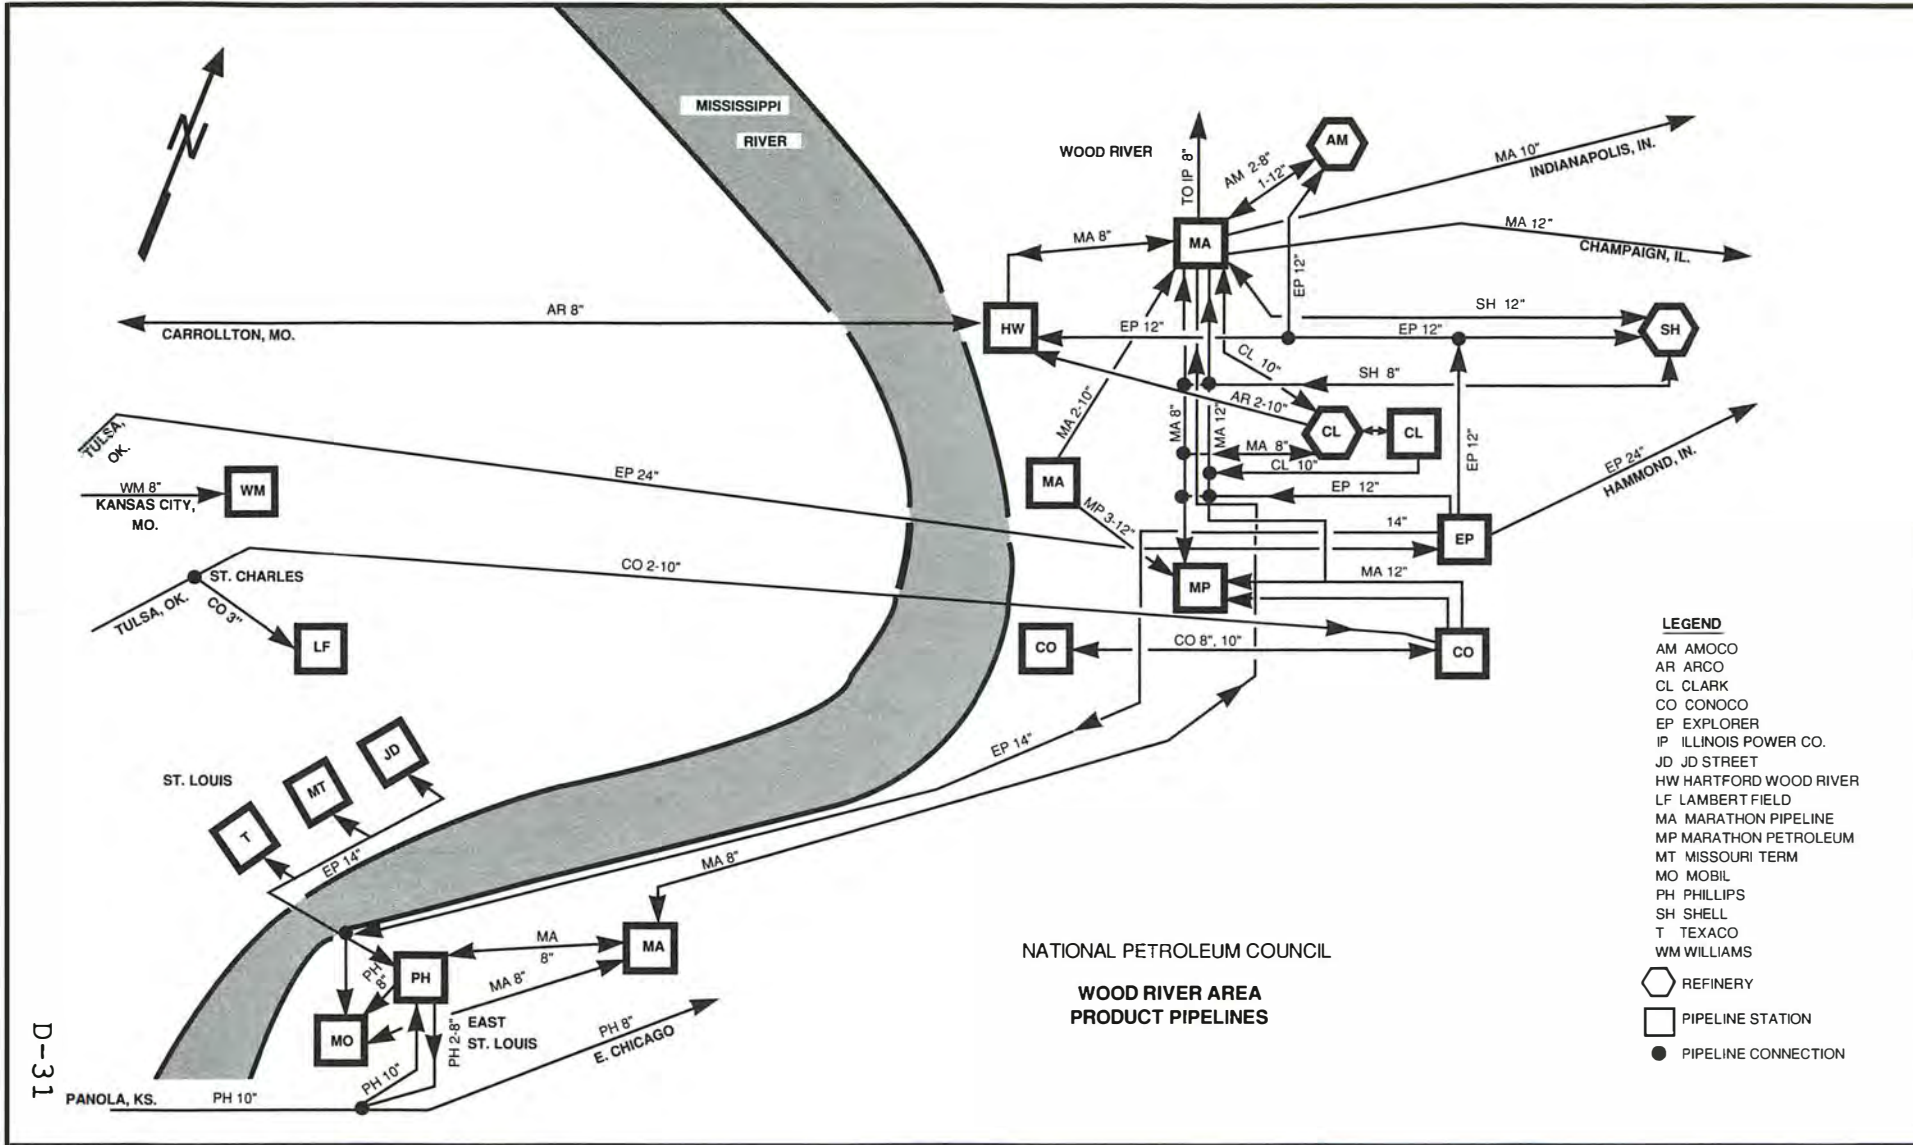 N
MISSISSIPPI
RIVER
WOOD RIVER
TO IP 8"
AM 2-8"
1-12"
AM
MA 10"
INDIANAPOLIS, IN.
MA
MA 8"
MA 12"
CHAMPAIGN, IL.
EP 12"
AR 8"
CARROLLTON, MO.
HW
EP 12"
SH 12"
EP 12"
SH
CL 10"
SH 8"
AR 2-10"
MA 2-10"
MA 8"
MA 12"
CL
CL
MA 8"
CL 10"
EP 12"
EP 12"
EP 24"
HAMMOND, IN.
TULSA,
OK.
EP 24"
WM 8"
KANSAS CITY,
MO.
WM
MA
MP 3-12"
14"
EP
ST. CHARLES
TULSA, OK.
CO 3"
CO 2-10"
LF
MP
MA 12"
CO
CO 8", 10"
CO
EP 14"
ST. LOUIS
JD
MT
T
EP 14"
MA 8"
MA
8"
MA
PH
8"
PH
MA 8"
MO
EAST
ST. LOUIS
PH 2-8"
PH 10"
PH 8"
E. CHICAGO
PANOLA, KS.
PH 10"
D-31
NATIONAL PETROLEUM COUNCIL
WOOD RIVER AREA
PRODUCT PIPELINES
LEGEND
AM AMOCO
AR ARCO
CL CLARK
CO CONOCO
EP EXPLORER
IP ILLINOIS POWER CO.
JD JD STREET
HW HARTFORD WOOD RIVER
LF LAMBERT FIELD
MA MARATHON PIPELINE
MP MARATHON PETROLEUM
MT MISSOURI TERM
MO MOBIL
PH PHILLIPS
SH SHELL
T TEXACO
WM WILLIAMS
REFINERY
PIPELINE STATION
PIPELINE CONNECTION